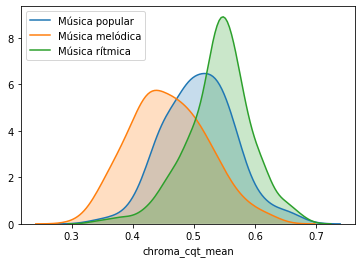 Música popular
Música melódica
Música rítmica
8
6
4
2
0
0.3 0.4 0.5 0.6 0.7
chroma_cqt_mean